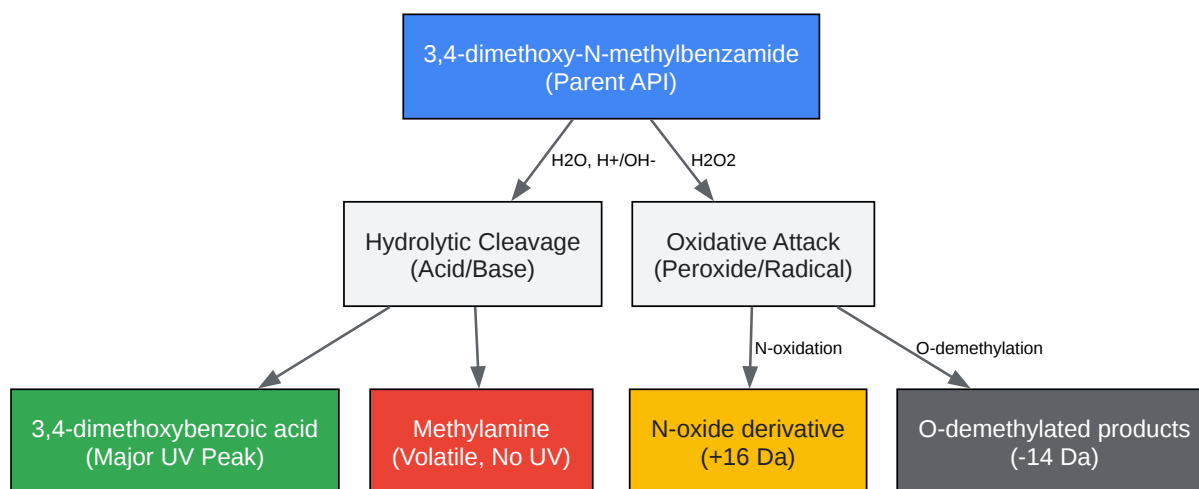 3,4-dimethoxy-N-methylbenzamide
(Parent API)
H2O, H+/OH-
H2O2
Hydrolytic Cleavage
(Acid/Base)
Oxidative Attack
(Peroxide/Radical)
N-oxidation
O-demethylation
3,4-dimethoxybenzoic acid
(Major UV Peak)
Methylamine
(Volatile, No UV)
N-oxide derivative
(+16 Da)
O-demethylated products
(-14 Da)